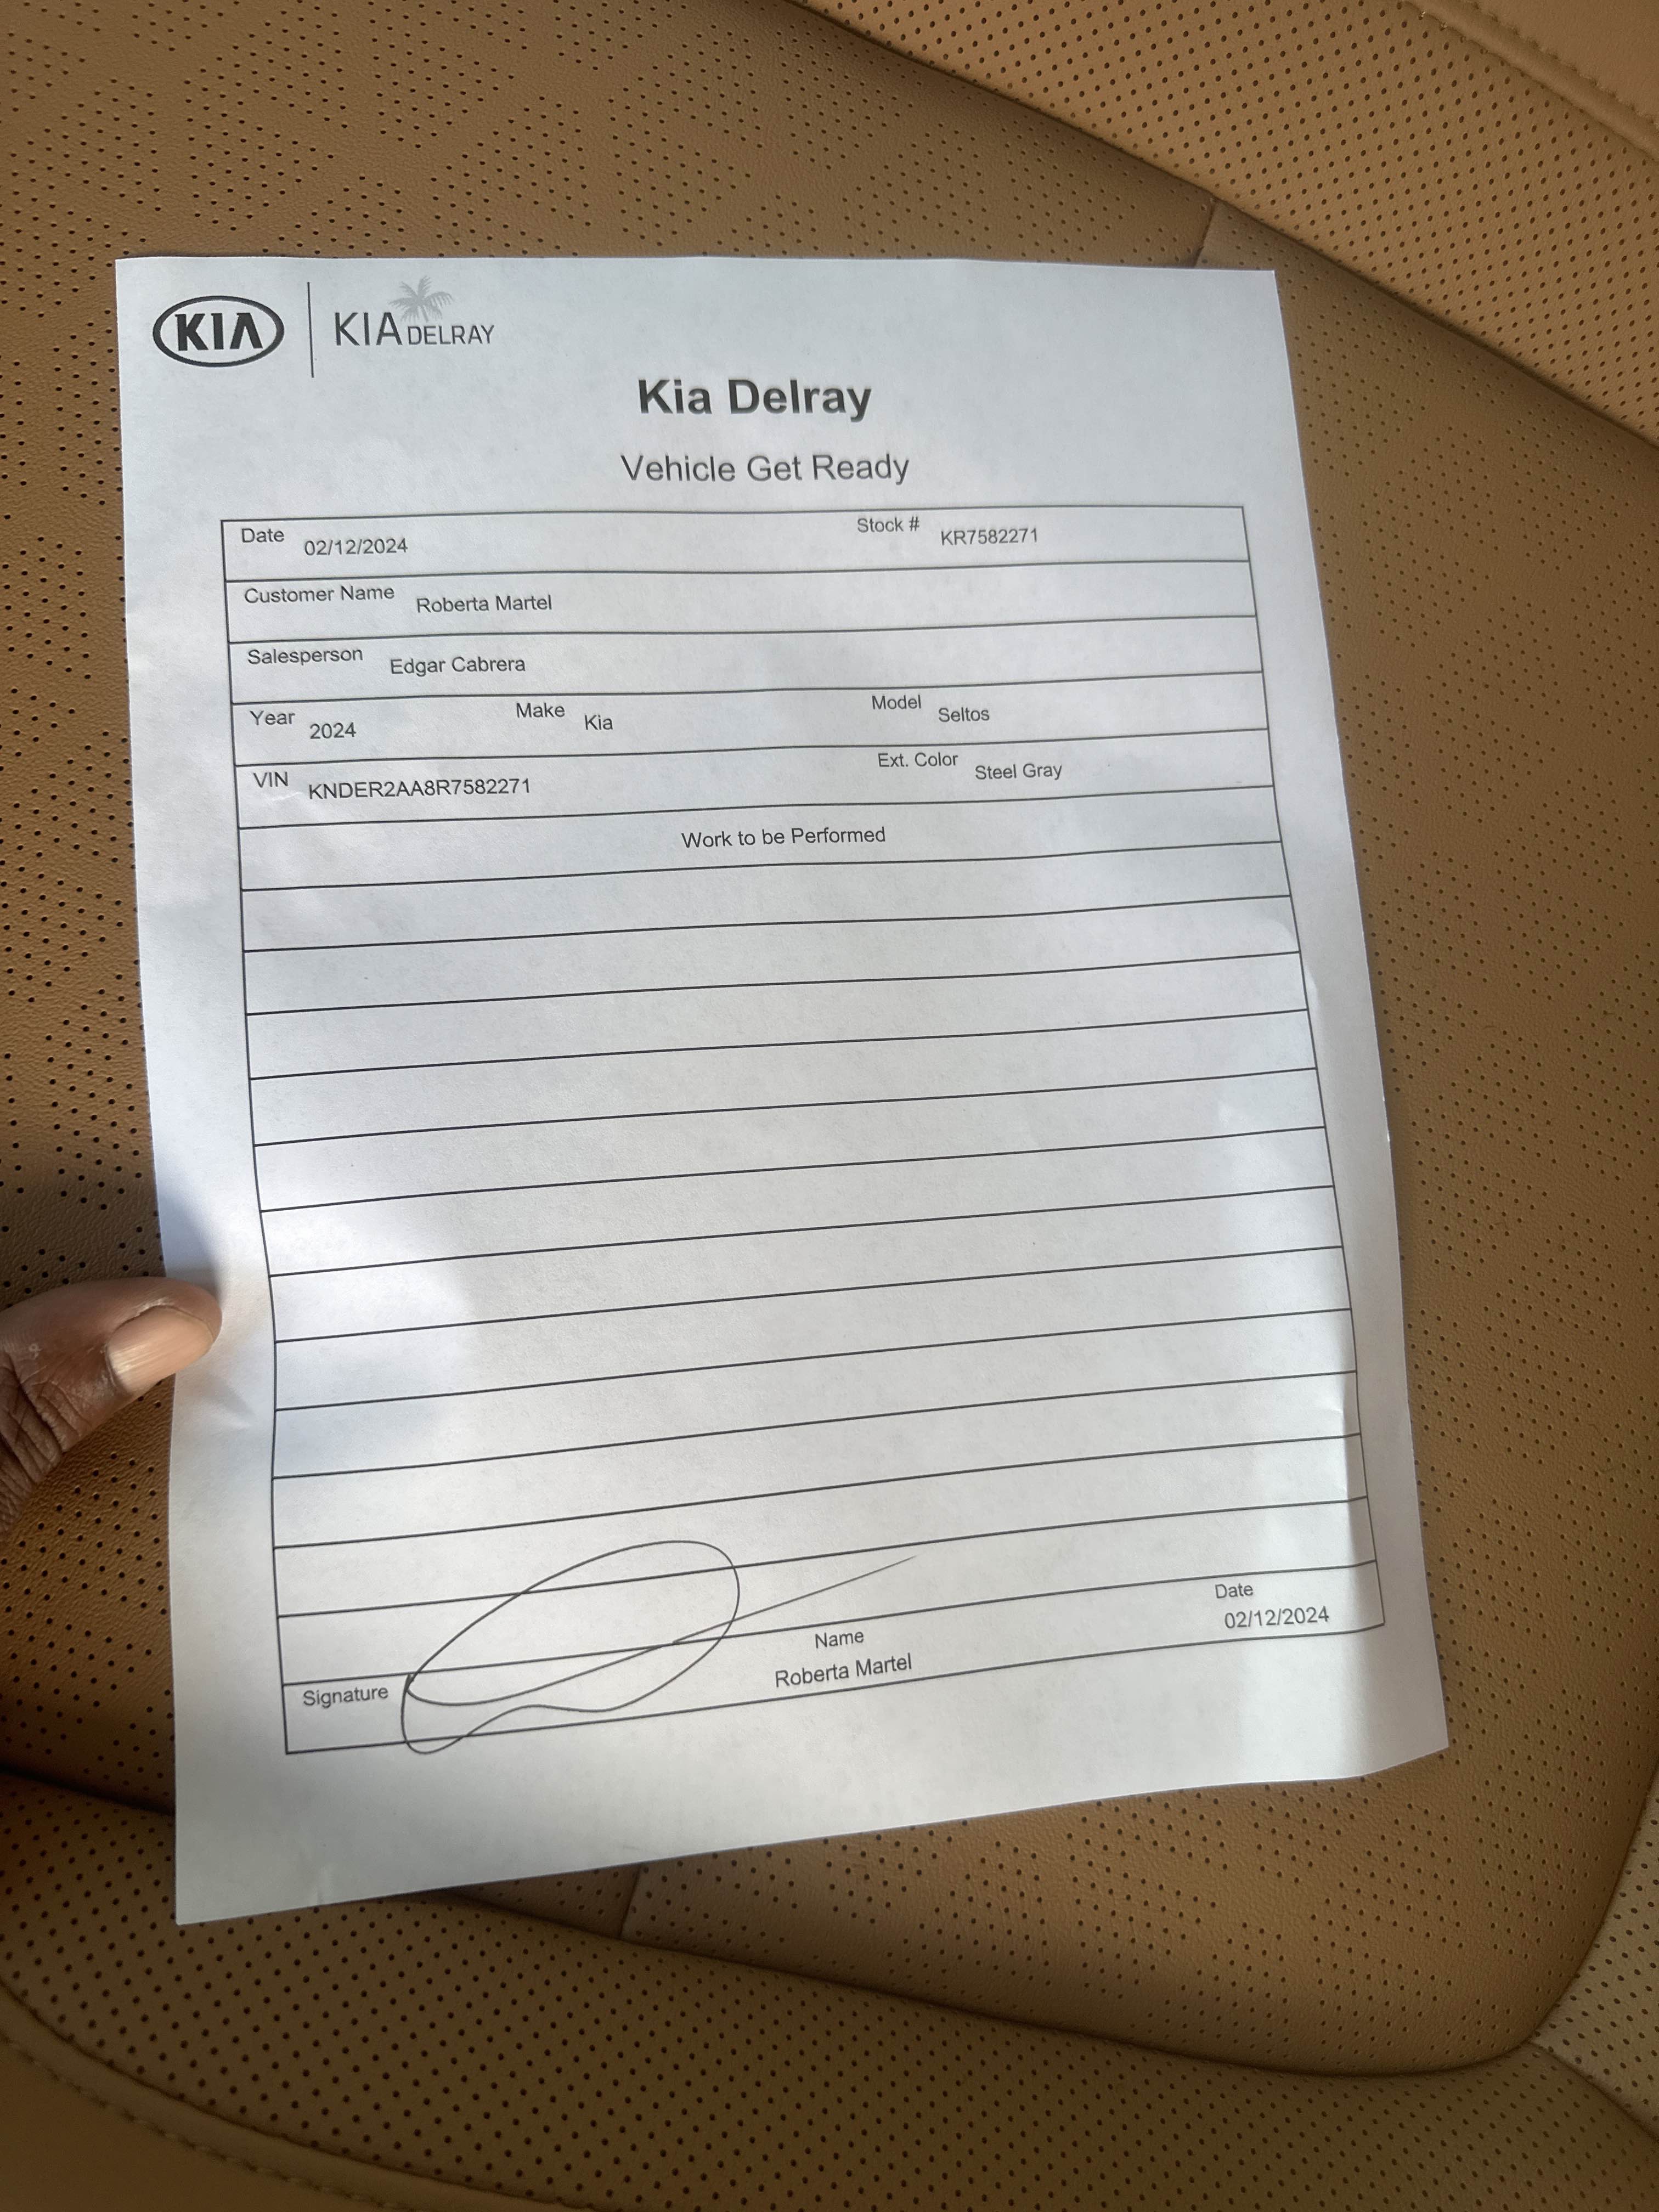 KIA KIA DELRAY
Kia Delray
Vehicle Get Ready
Date 02/12/2024 Stock # KR7582271
Customer Name Roberta Martel
Salesperson Edgar Cabrera
Year 2024 Make Kia Model Seltos
VIN KNDER2AA8R7582271 Ext. Color Steel Gray
Work to be Performed
Signature Name Date
Roberta Martel 02/12/2024